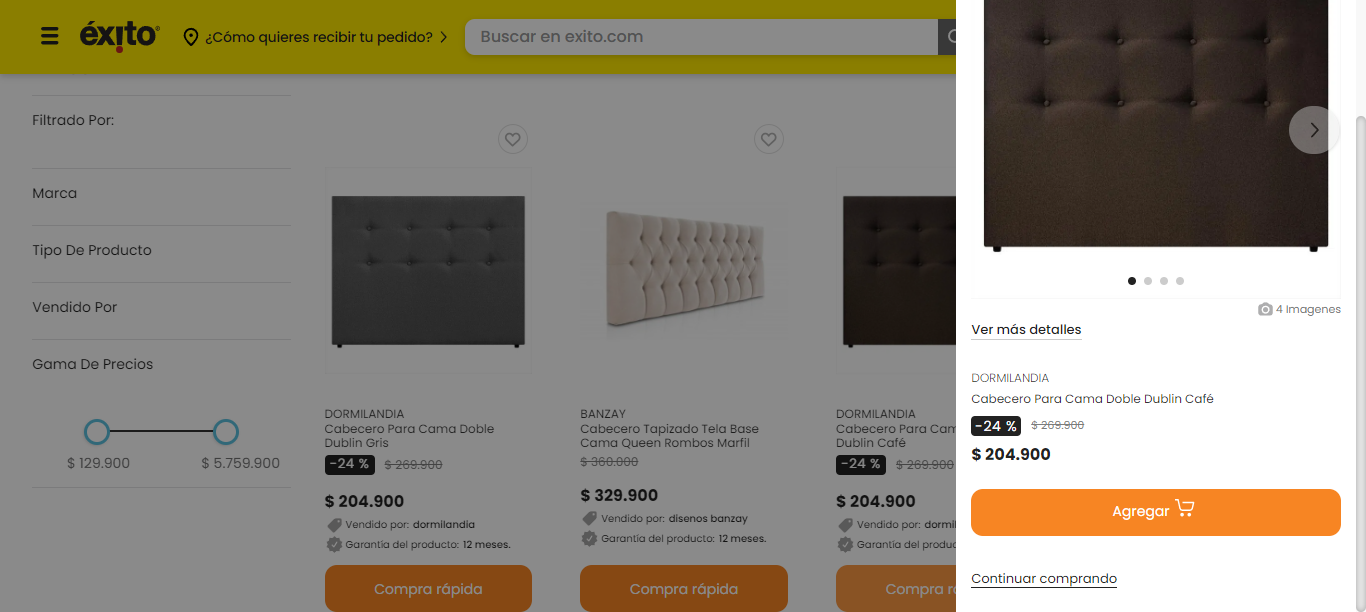 éxito
¿Cómo quieres recibir tu pedido?
Buscar en exito.com
Filtrado Por:
Marca
Tipo De Producto
Vendido Por
Gama De Precios
$ 129.900
$ 5.759.900
DORMILANDIA
Cabecero Para Cama Doble
Dublin Gris
-24 % $ 269.900
$ 204.900
Vendido por: dormilandia
Garantía del producto: 12 meses.
Compra rápida
BANZAY
Cabecero Tapizado Tela Base
Cama Queen Rombos Marfil
$ 360.000
$ 329.900
Vendido por: disenos banzay
Garantía del producto: 12 meses.
Compra rápida
DORMILANDIA
Cabecero Para Cam
Dublin Café
-24 % $ 269.900
$ 204.900
Vendido por: dormil
Garantía del produc
Compra rá
4 Imagenes
Ver más detalles
DORMILANDIA
Cabecero Para Cama Doble Dublin Café
-24 % $ 269.900
$ 204.900
Agregar
Continuar comprando